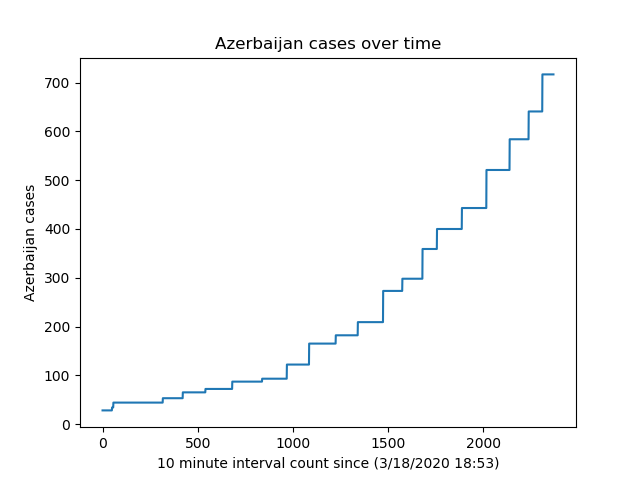 Azerbaijan cases over time
700
600
500
400
300
200
100
0
Azerbaijan cases
0 500 1000 1500 2000
10 minute interval count since (3/18/2020 18:53)